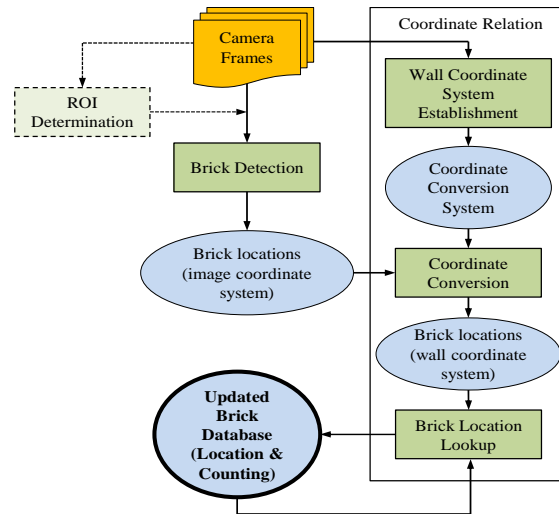 Camera
Frames
Coordinate Relation
ROI
Determination
Wall Coordinate
System
Establishment
Brick Detection
Coordinate
Conversion
System
Brick locations
(image coordinate
system)
Coordinate
Conversion
Brick locations
(wall coordinate
system)
Updated
Brick
Database
(Location &
Counting)
Brick Location
Lookup